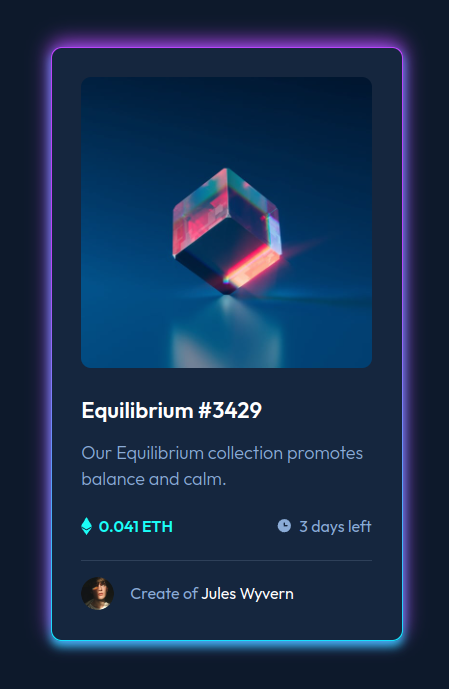 Equilibrium #3429
Our Equilibrium collection promotes
balance and calm.
0.041 ETH
3 days left
Create of Jules Wyvern